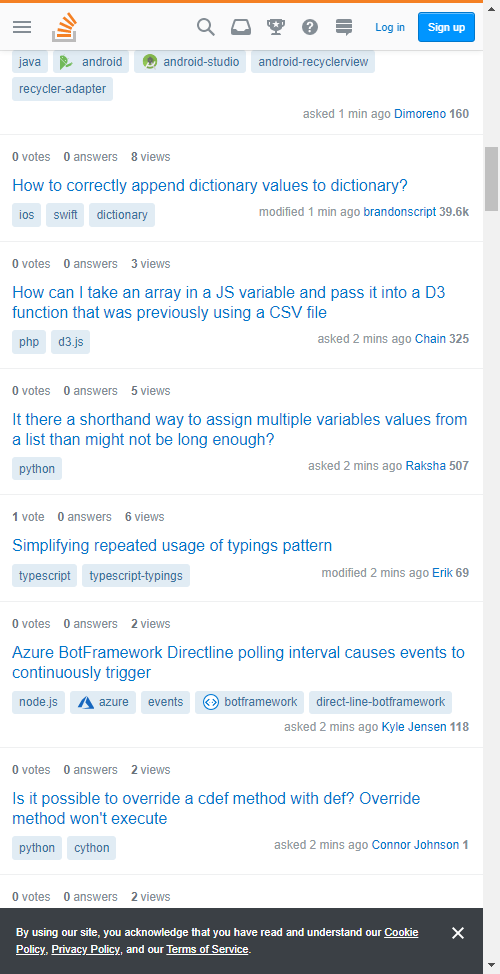 Log in Sign up
java android android-studio android-recyclerview
recycler-adapter
asked 1 min ago Dimoreno 160
0 votes 0 answers 8 views
How to correctly append dictionary values to dictionary?
ios swift dictionary modified 1 min ago brandonscript 39.6k
0 votes 0 answers 3 views
How can I take an array in a JS variable and pass it into a D3
function that was previously using a CSV file
php d3.js asked 2 mins ago Chain 325
0 votes 0 answers 5 views
It there a shorthand way to assign multiple variables values from
a list than might not be long enough?
python asked 2 mins ago Raksha 507
1 vote 0 answers 6 views
Simplifying repeated usage of typings pattern
typescript typescript-typings modified 2 mins ago Erik 69
0 votes 0 answers 2 views
Azure BotFramework Directline polling interval causes events to
continuously trigger
node.js azure events botframework direct-line-botframework
asked 2 mins ago Kyle Jensen 118
0 votes 0 answers 2 views
Is it possible to override a cdef method with def? Override
method won't execute
python cython asked 2 mins ago Connor Johnson 1
0 votes 0 answers 2 views
By using our site, you acknowledge that you have read and understand our Cookie
Policy, Privacy Policy, and our Terms of Service.